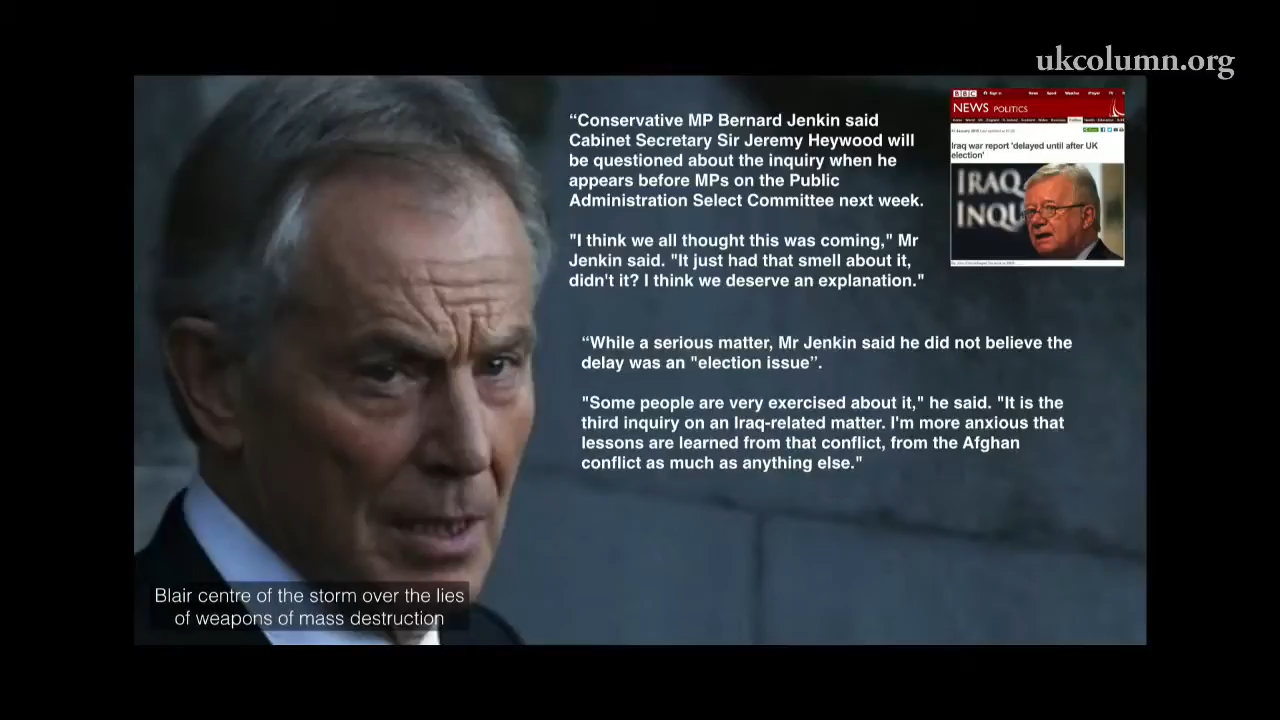 ukcolumn.org
“Conservative MP Bernard Jenkin said
Cabinet Secretary Sir Jeremy Heywood will
be questioned about the inquiry when he
appears before MPs on the Public
Administration Select Committee next week.
"I think we all thought this was coming," Mr
Jenkin said. "It just had that smell about it,
didn't it? I think we deserve an explanation."
BBC
NEWS POLITICS
Iraq war report 'delayed until after UK
election'
IRAQ
INQU
“While a serious matter, Mr Jenkin said he did not believe the
delay was an "election issue”.
"Some people are very exercised about it," he said. "It is the
third inquiry on an Iraq-related matter. I'm more anxious that
lessons are learned from that conflict, from the Afghan
conflict as much as anything else."
Blair centre of the storm over the lies
of weapons of mass destruction